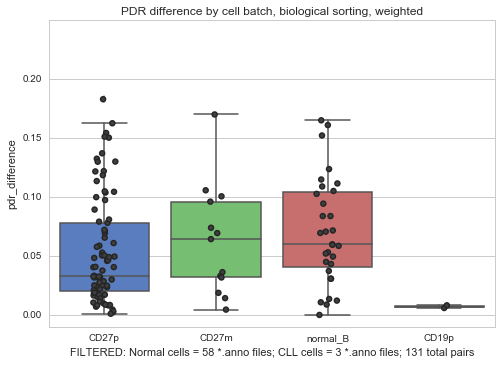 PDR difference by cell batch, biological sorting, weighted
0.20
0.15
0.10
0.05
0.00
pdr_difference
CD27p CD27m normal_B CD19p
FILTERED: Normal cells = 58 *.anno files; CLL cells = 3 *.anno files; 131 total pairs